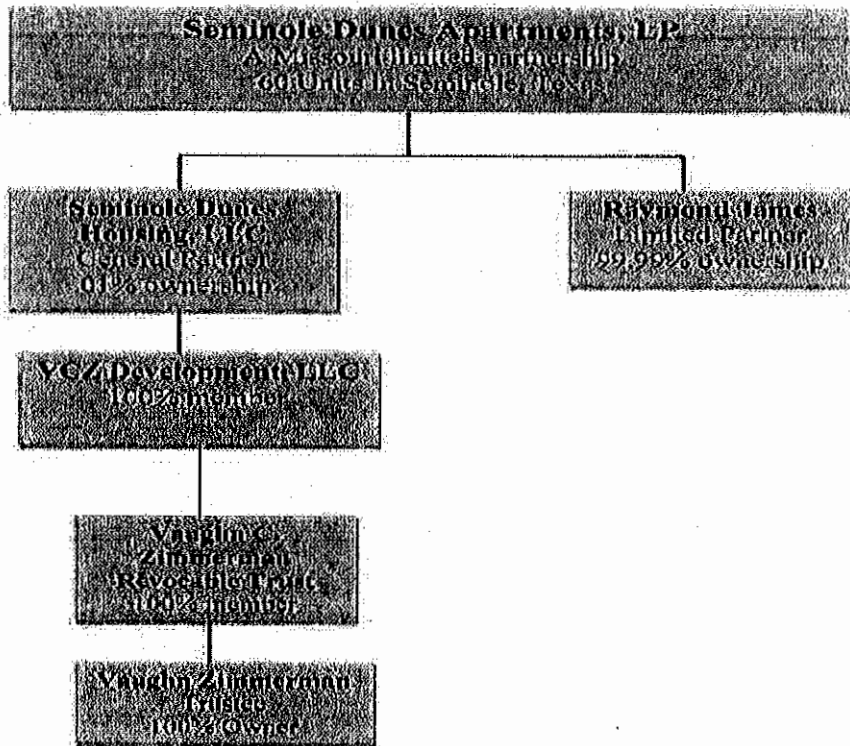 Seminole Dunes Apartments, LP
A Missouri limited partnership
60 Units in Seminole, Texas
Seminole Dunes
Housing, LLC
General Partner
01% ownership
Raymond James
Limited Partner
99.99% ownership
VCZ Development, LLC
100% member
Vaughn C.
Zimmerman
Revocable Trust
100% member
Vaughn Zimmerman
Trustee
100% Owner